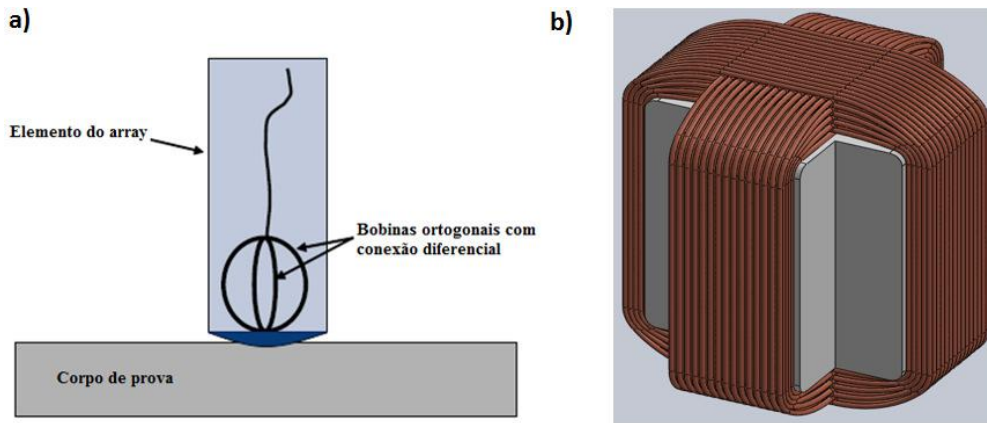 a)
b)
Elemento do array
Bobinas ortogonais com
conexão diferencial
Corpo de prova